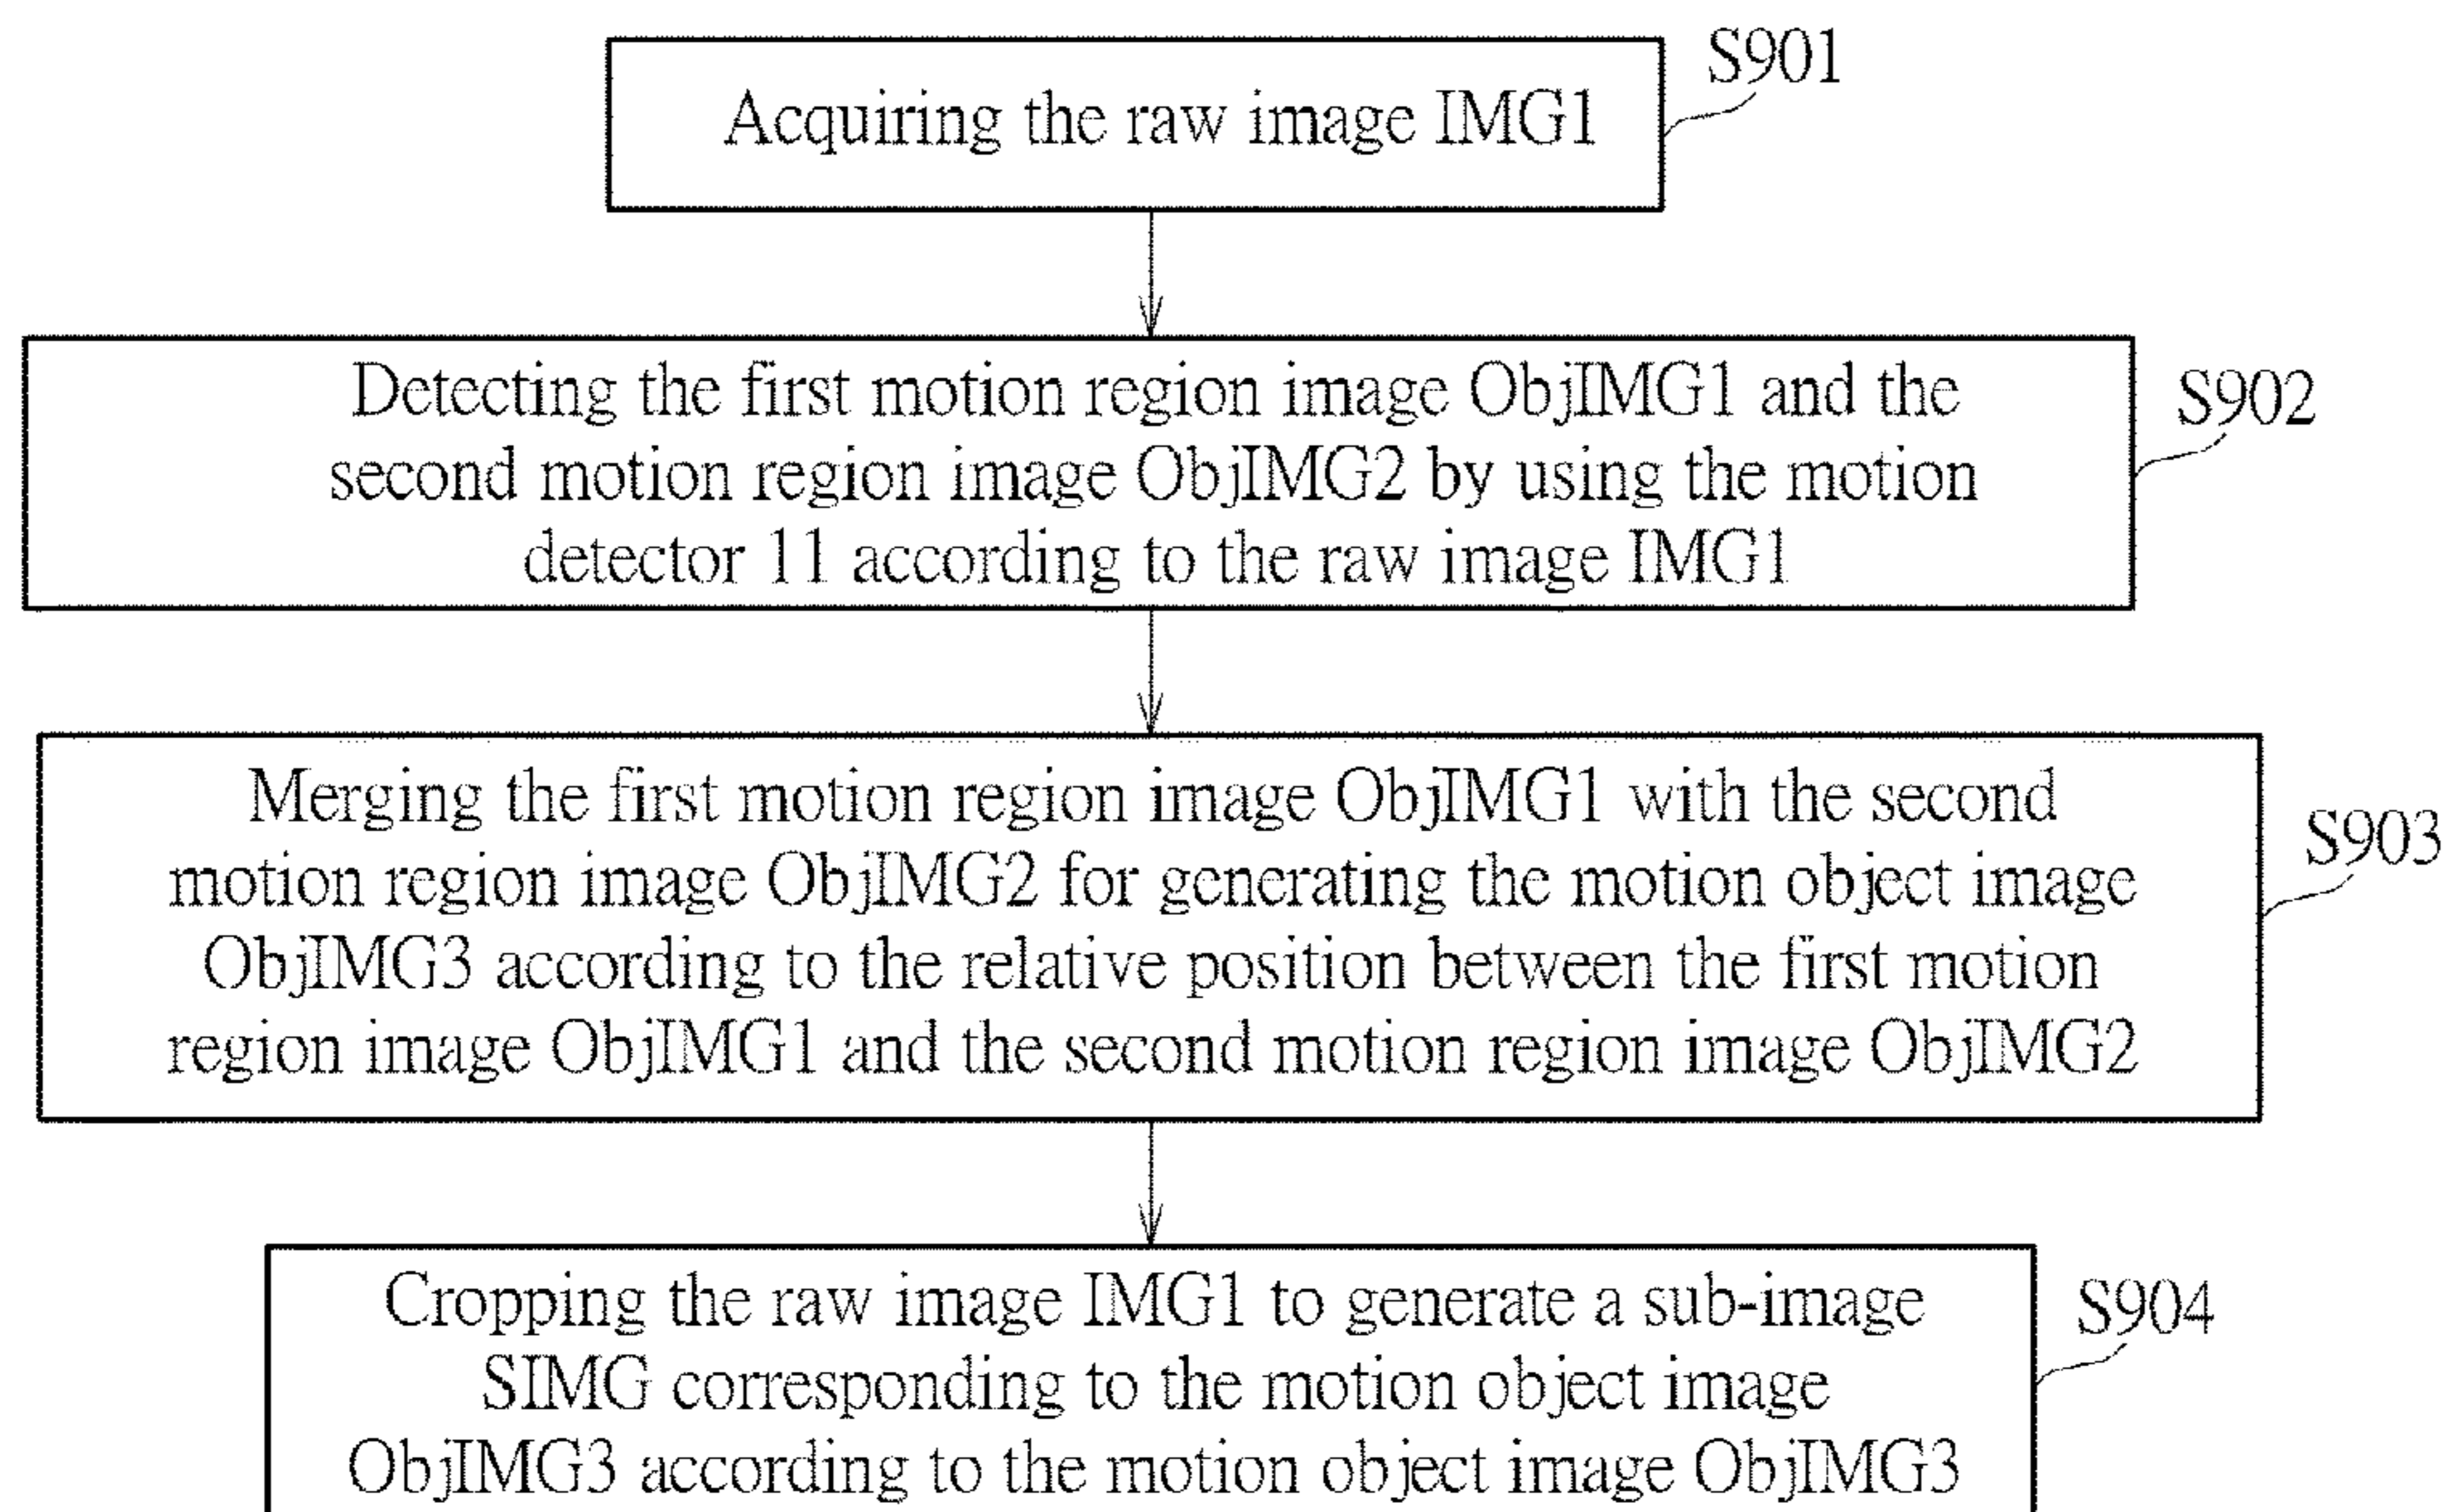 Acquiring the raw image IMG1
S901
Detecting the first motion region image ObjIMG1 and the
second motion region image ObjIMG2 by using the motion
detector 11 according to the raw image IMG1
S902
Merging the first motion region image ObjIMG1 with the second
motion region image ObjIMG2 for generating the motion object image
ObjIMG3 according to the relative position between the first motion
region image ObjIMG1 and the second motion region image ObjIMG2
S903
Cropping the raw image IMG1 to generate a sub-image
SIMG corresponding to the motion object image
ObjIMG3 according to the motion object image ObjIMG3
S904